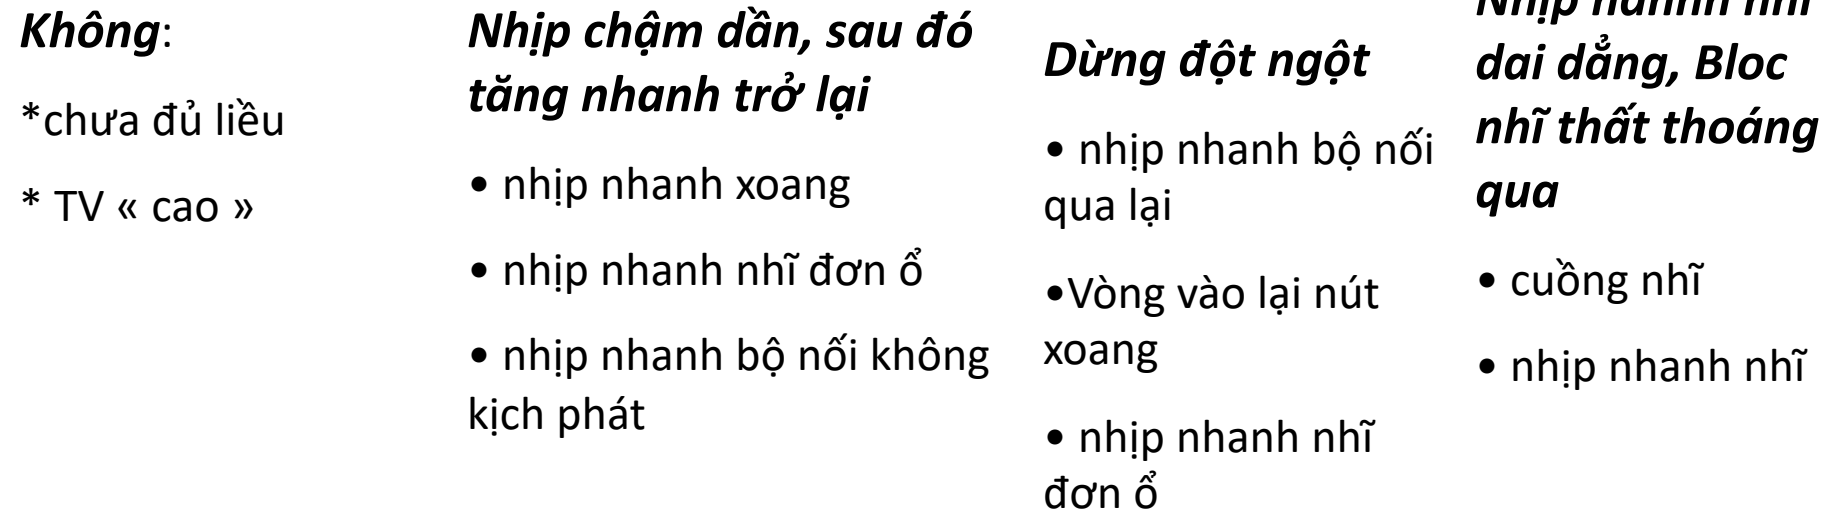 Không:
*chưa đủ liều
* TV « cao »
Nhịp chậm dần, sau đó
tăng nhanh trở lại
• nhịp nhanh xoang
• nhịp nhanh nhĩ đơn ổ
• nhịp nhanh bộ nối không
kịch phát
Dừng đột ngột
• nhịp nhanh bộ nối
qua lại
•Vòng vào lại nút
xoang
• nhịp nhanh nhĩ
đơn ổ
dai dẳng, Bloc
nhĩ thất thoáng
qua
• cuồng nhĩ
• nhịp nhanh nhĩ